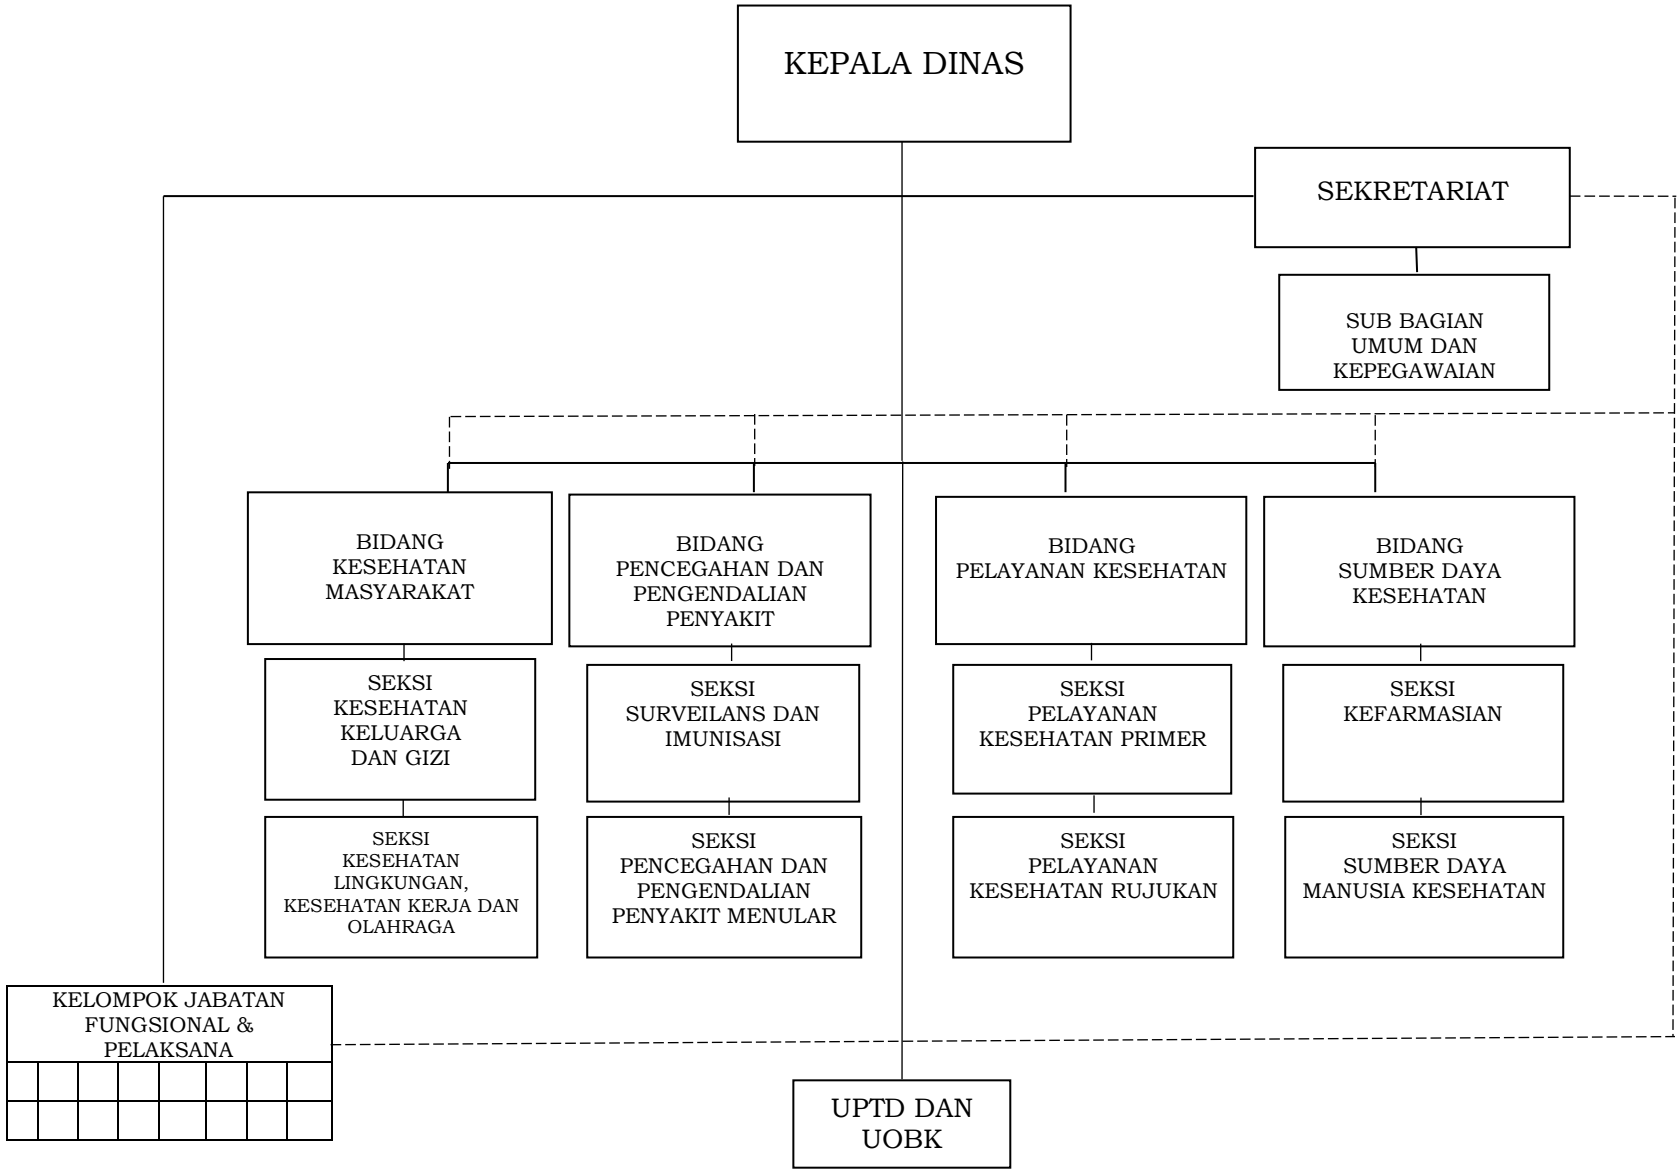 KEPALA DINAS
SEKRETARIAT
SUB BAGIAN
UMUM DAN
KEPEGAWAIAN
BIDANG
KESEHATAN
MASYARAKAT
BIDANG
PENCEGAHAN DAN
PENGENDALIAN
PENYAKIT
BIDANG
PELAYANAN KESEHATAN
BIDANG
SUMBER DAYA
KESEHATAN
SEKSI
KESEHATAN
KELUARGA
DAN GIZI
SEKSI
SURVEILANS DAN
IMUNISASI
SEKSI
PELAYANAN
KESEHATAN PRIMER
SEKSI
KEFARMASIAN
SEKSI
KESEHATAN
LINGKUNGAN,
KESEHATAN KERJA DAN
OLAHRAGA
SEKSI
PENCEGAHAN DAN
PENGENDALIAN
PENYAKIT MENULAR
SEKSI
PELAYANAN
KESEHATAN RUJUKAN
SEKSI
SUMBER DAYA
MANUSIA KESEHATAN
KELOMPOK JABATAN
FUNGSIONAL &
PELAKSANA
UPTD DAN
UOBK